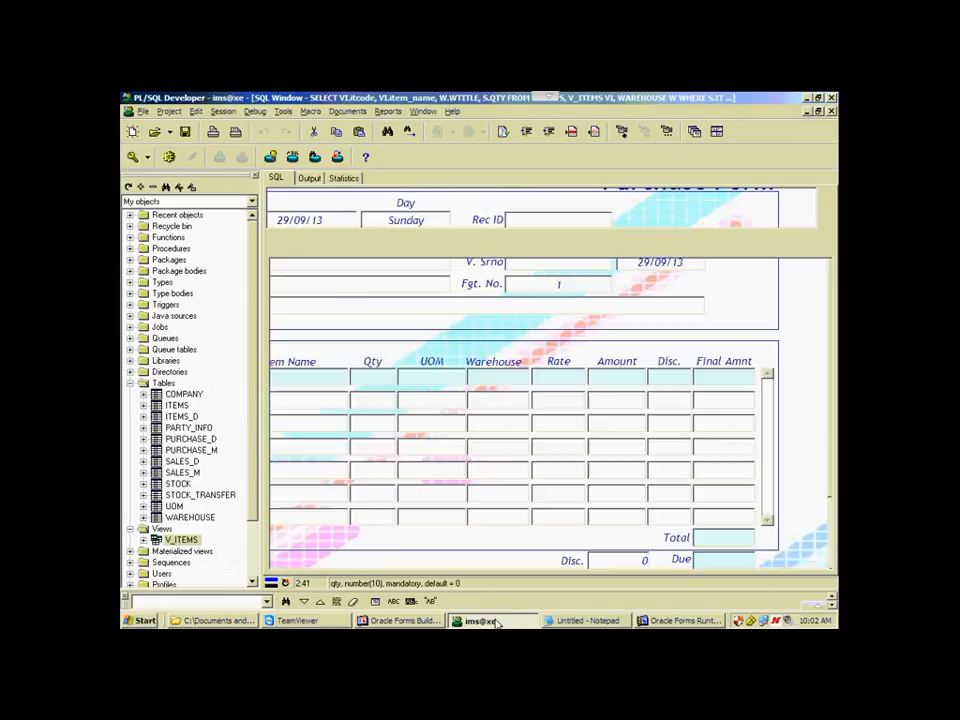 PL/SQL Developer - ims@xe - [SQL Window - SELECT VI.itcode, VI.item_name, W.WTITLE, S.QTY FROM S, V_ITEMS VI, WAREHOUSE W WHERE S.IT ...]
File Project Edit Session Debug Tools Macro Documents Reports Window Help
SQL Output Statistics
My objects
Recent objects
Recycle bin
Functions
Procedures
Packages
Package bodies
Types
Type bodies
Triggers
Java sources
Jobs
Queues
Queue tables
Libraries
Directories
Tables
COMPANY
ITEMS
ITEMS_D
PARTY_INFO
PURCHASE_D
PURCHASE_M
SALES_D
SALES_M
STOCK
STOCK_TRANSFER
UOM
WAREHOUSE
Views
V_ITEMS
Materialized views
Sequences
Users
Profiles
Purchase Form
Day
29/09/13 Sunday Rec ID
V. Srno 29/09/13
Fgt. No. 1
em Name Qty UOM Warehouse Rate Amount Disc. Final Amnt
Total
Disc. 0 Due
2:41 qty, number(10), mandatory, default = 0
ABC "AB"
Start C:\Documents and... TeamViewer Oracle Forms Build... ims@xe Untitled - Notepad Oracle Forms Runt... 10:02 AM